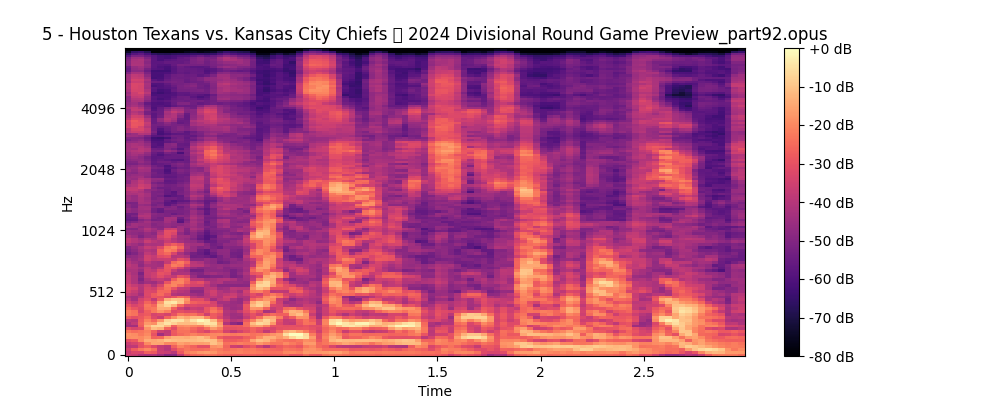 5 - Houston Texans vs. Kansas City Chiefs 2024 Divisional Round Game Preview_part92.opus
+0 dB
4096
-10 dB
-20 dB
2048
-30 dB
Hz
-40 dB
1024
-50 dB
512
-60 dB
-70 dB
0
-80 dB
0 0.5 1 1.5 2 2.5
Time